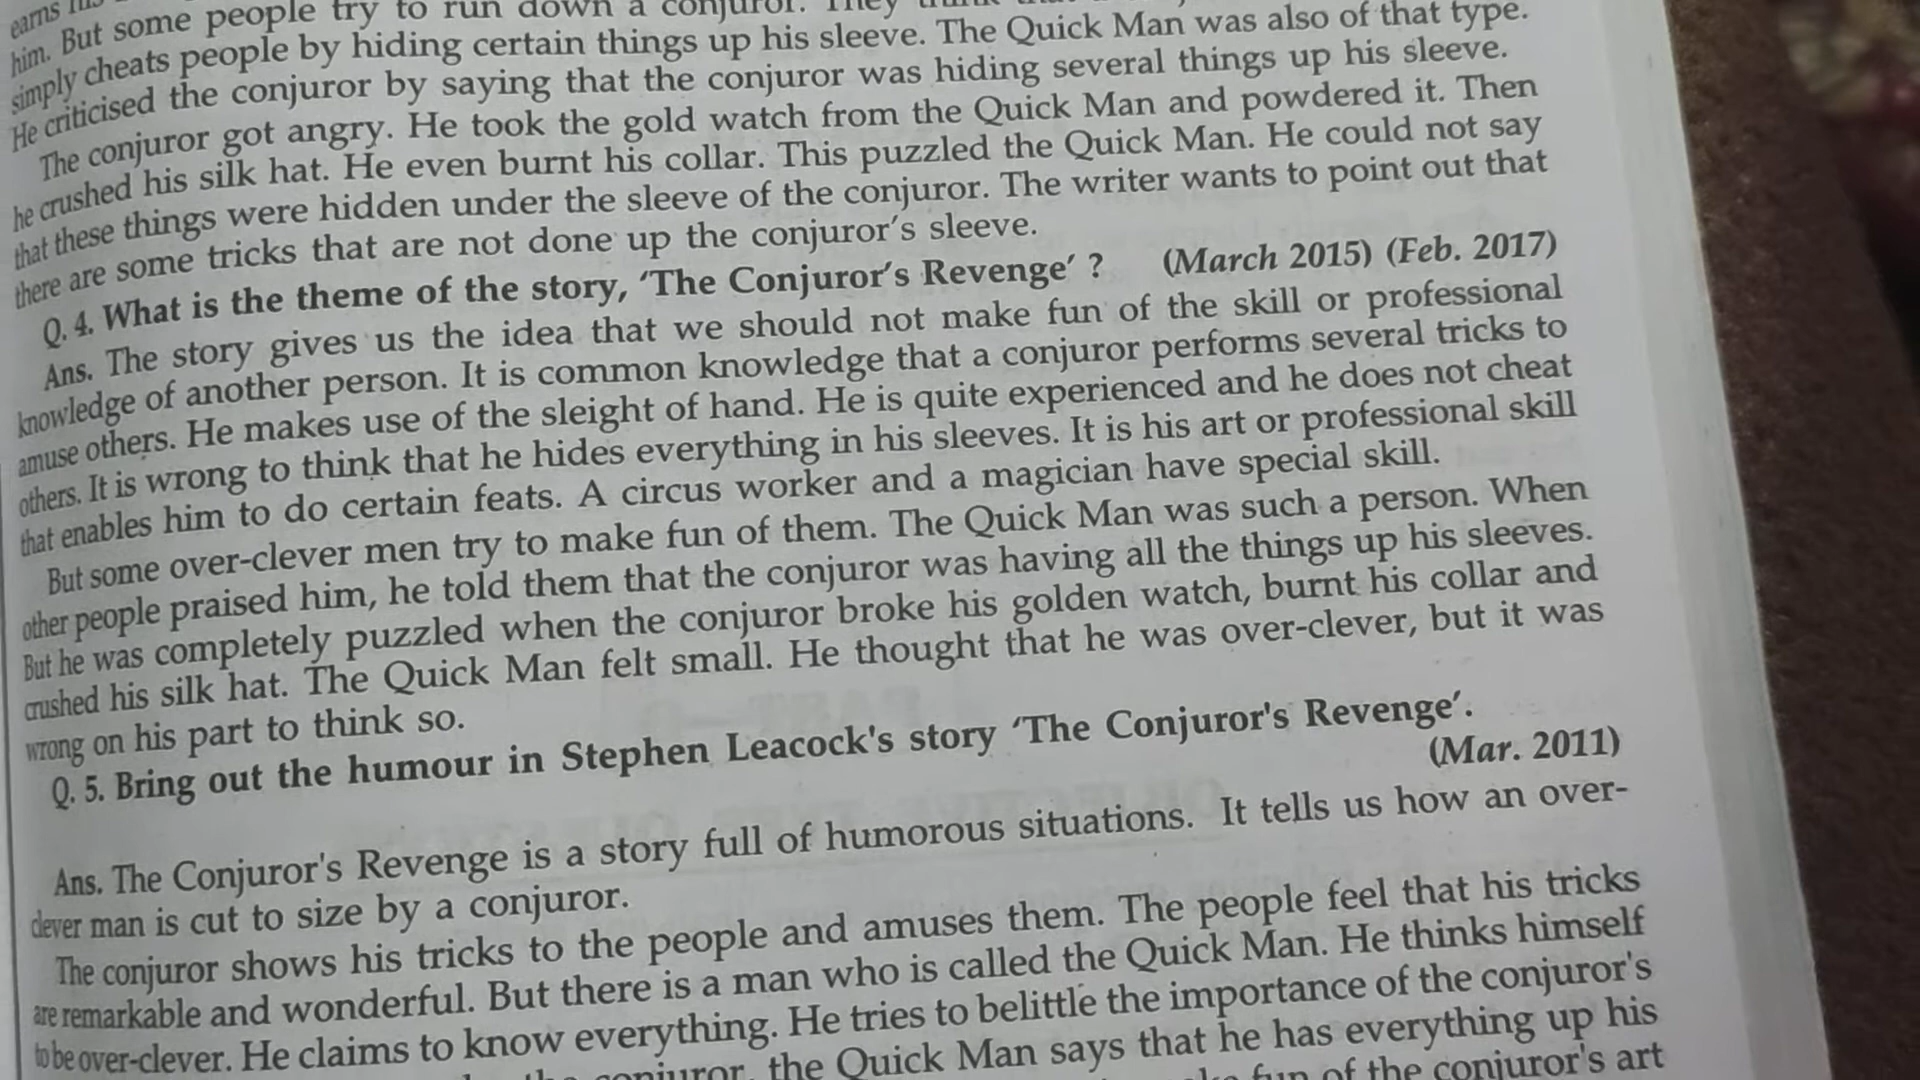 earns his
him. But some people try to run down a conjuror. They think that
simply cheats people by hiding certain things up his sleeve. The Quick Man was also of that type.
He criticised the conjuror by saying that the conjuror was hiding several things up his sleeve.
The conjuror got angry. He took the gold watch from the Quick Man and powdered it. Then
he crushed his silk hat. He even burnt his collar. This puzzled the Quick Man. He could not say
that these things were hidden under the sleeve of the conjuror. The writer wants to point out that
there are some tricks that are not done up the conjuror's sleeve.
Q. 4. What is the theme of the story, 'The Conjuror's Revenge' ? (March 2015) (Feb. 2017)
Ans. The story gives us the idea that we should not make fun of the skill or professional
knowledge of another person. It is common knowledge that a conjuror performs several tricks to
amuse others. He makes use of the sleight of hand. He is quite experienced and he does not cheat
others. It is wrong to think that he hides everything in his sleeves. It is his art or professional skill
that enables him to do certain feats. A circus worker and a magician have special skill.
But some over-clever men try to make fun of them. The Quick Man was such a person. When
other people praised him, he told them that the conjuror was having all the things up his sleeves.
But he was completely puzzled when the conjuror broke his golden watch, burnt his collar and
crushed his silk hat. The Quick Man felt small. He thought that he was over-clever, but it was
wrong on his part to think so.
Q. 5. Bring out the humour in Stephen Leacock's story 'The Conjuror's Revenge'.
(Mar. 2011)
Ans. The Conjuror's Revenge is a story full of humorous situations. It tells us how an over-
clever man is cut to size by a conjuror.
The conjuror shows his tricks to the people and amuses them. The people feel that his tricks
are remarkable and wonderful. But there is a man who is called the Quick Man. He thinks himself
to be over-clever. He claims to know everything. He tries to belittle the importance of the conjuror's
the conjuror, the Quick Man says that he has everything up his
fun of the conjuror's art